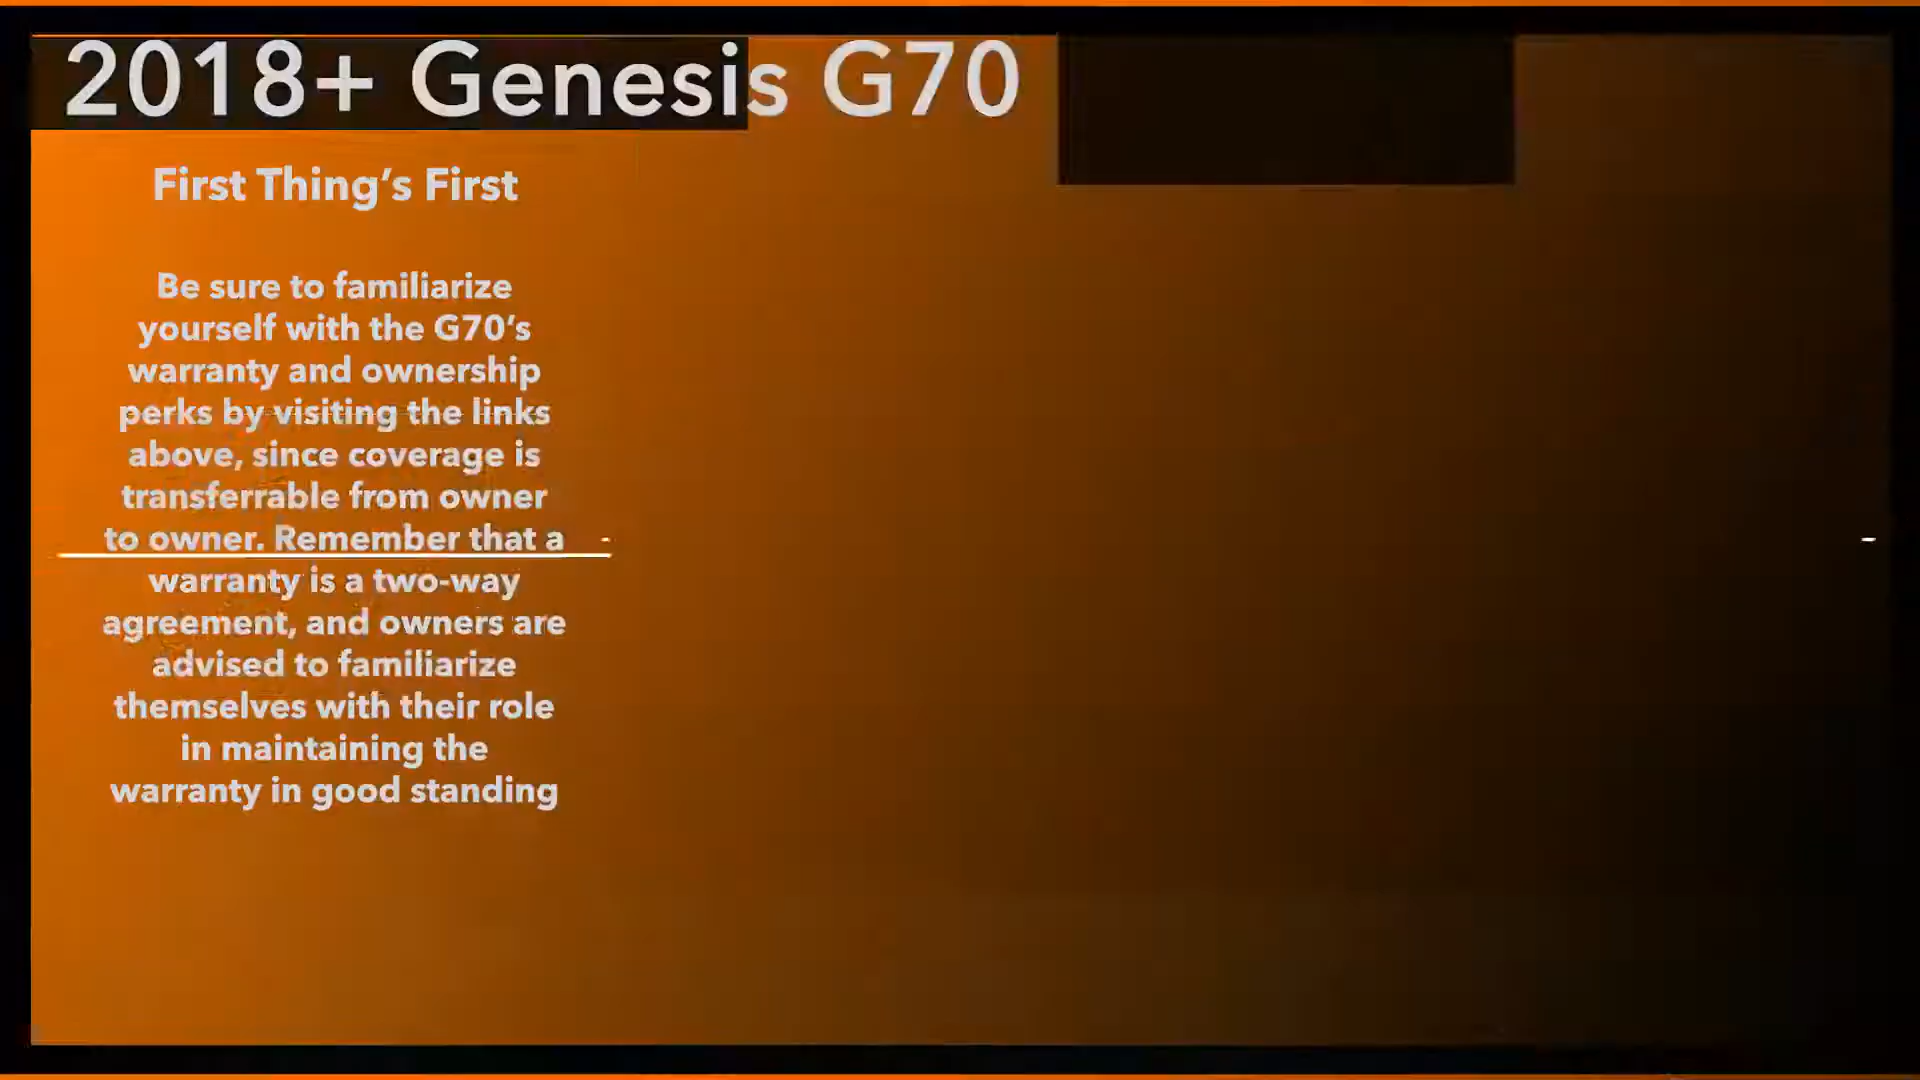 2018+ Genesis G70
First Thing’s First
Be sure to familiarize
yourself with the G70’s
warranty and ownership
perks by visiting the links
above, since coverage is
transferrable from owner
to owner. Remember that a
warranty is a two-way
agreement, and owners are
advised to familiarize
themselves with their role
in maintaining the
warranty in good standing